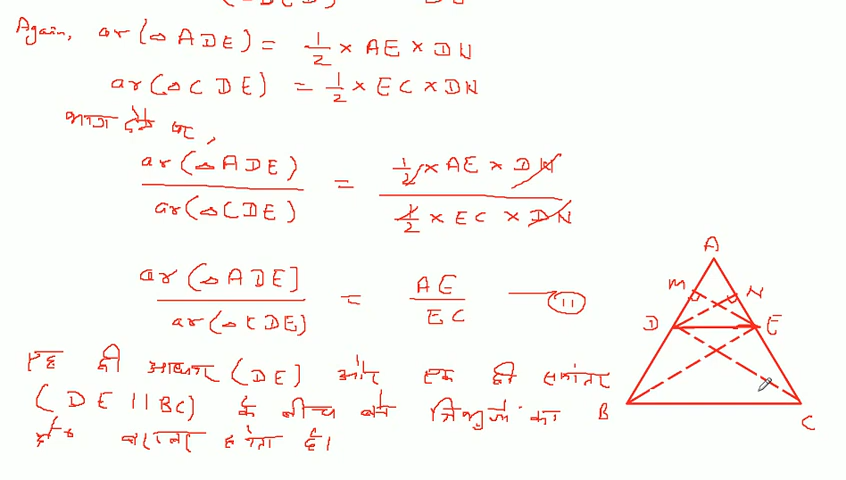 Again, ar(△ADE) = 1/2 × AE × DN
ar(△CDE) = 1/2 × EC × DN
भाग देने पर,
ar(△ADE) / ar(△CDE) = 1/2 × AE × DN / 1/2 × EC × DN
ar(△ADE] / ar(△CDE) = AE / EC — 11
एक ही आधार (DE] और एक ही समांतर
(DE || BC) के बीच बने त्रिभुजों का
क्षे० बराबर होता है।
A
M N
D E
B C